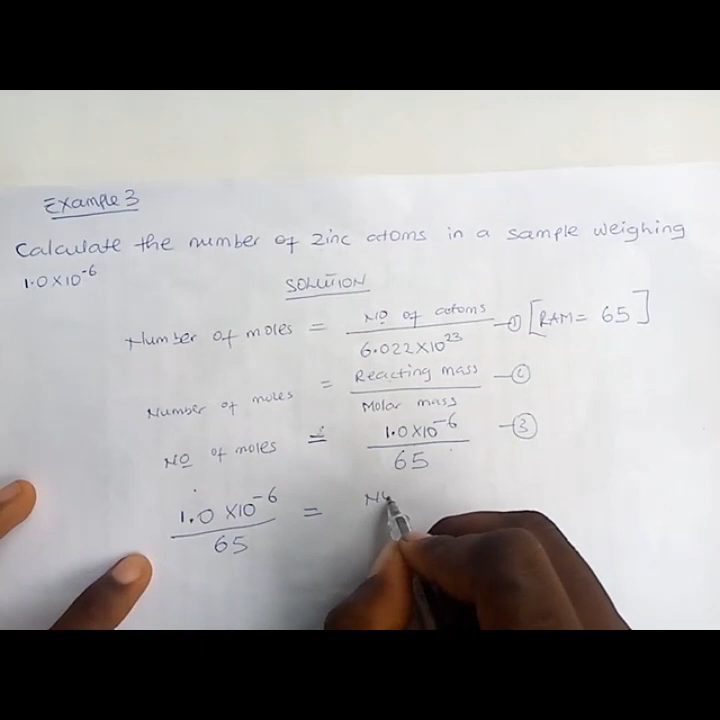 Example 3
Calculate the number of zinc atoms in a sample weighing
1.0×10⁻⁶
SOLUTION
Number of moles = No of atoms / 6.022×10²³ —① [RAM = 65]
Number of moles = Reacting mass / Molar mass —②
No of moles = 1.0×10⁻⁶ / 65 —③
1.0×10⁻⁶ / 65 =